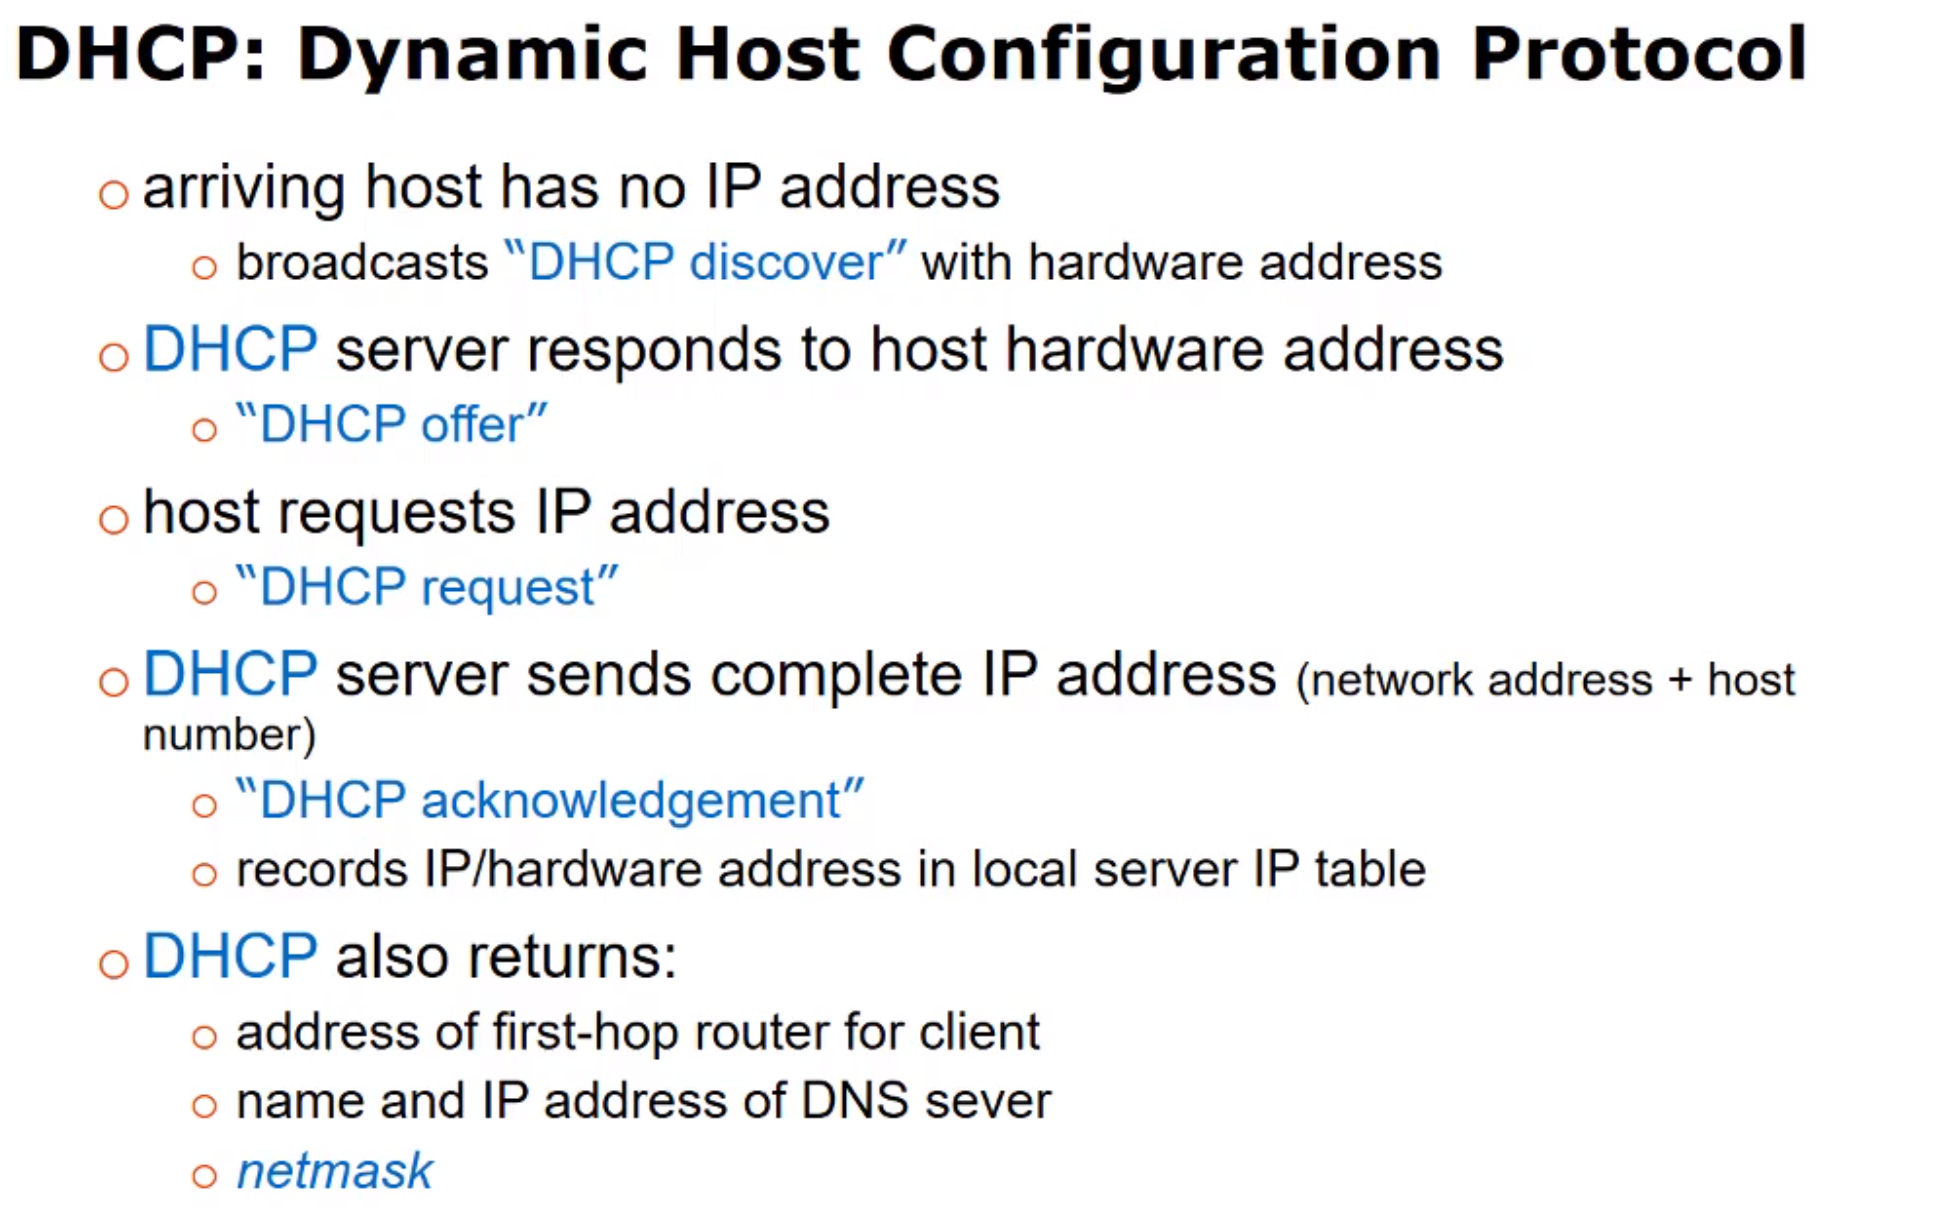 DHCP: Dynamic Host Configuration Protocol
arriving host has no IP address
broadcasts “DHCP discover” with hardware address
DHCP server responds to host hardware address
“DHCP offer”
host requests IP address
“DHCP request”
DHCP server sends complete IP address (network address + host
number)
“DHCP acknowledgement”
records IP/hardware address in local server IP table
DHCP also returns:
address of first-hop router for client
name and IP address of DNS sever
netmask